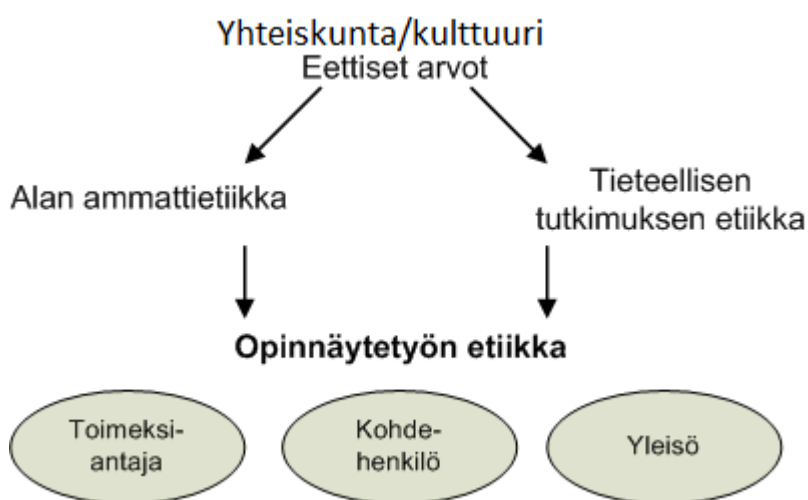 Yhteiskunta/kulttuuri
Eettiset arvot
Alan ammattietiikka
Tieteellisen
tutkimuksen etiikka
Opinnäytetyön etiikka
Toimeksi-
antaja
Kohde-
henkilö
Yleisö